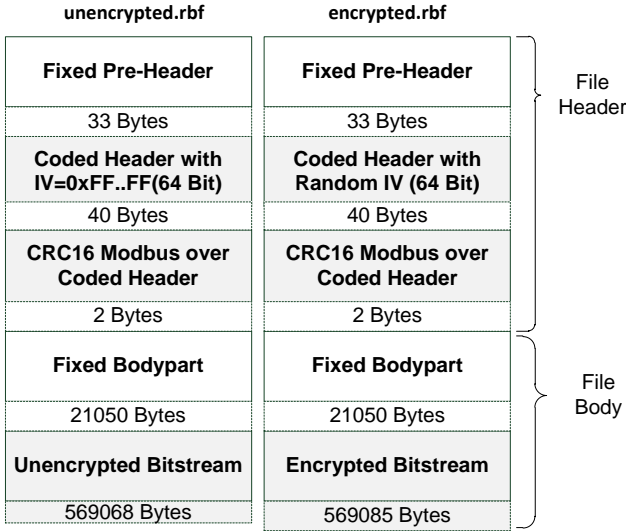 unencrypted.rbf
encrypted.rbf
Fixed Pre-Header
Fixed Pre-Header
File
Header
33 Bytes
33 Bytes
Coded Header with
IV=0xFF..FF(64 Bit)
Coded Header with
Random IV (64 Bit)
40 Bytes
40 Bytes
CRC16 Modbus over
Coded Header
CRC16 Modbus over
Coded Header
2 Bytes
2 Bytes
Fixed Bodypart
Fixed Bodypart
File
Body
21050 Bytes
21050 Bytes
Unencrypted Bitstream
Encrypted Bitstream
569068 Bytes
569085 Bytes